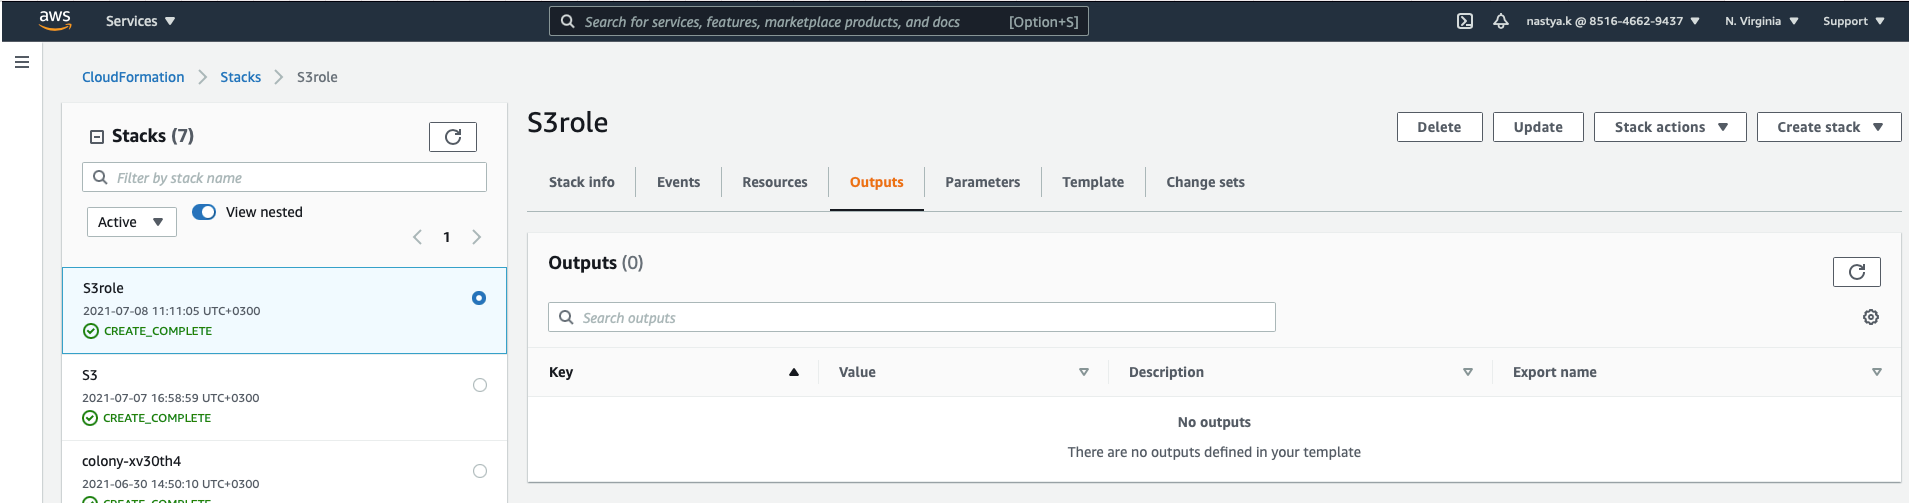 aws
Services ▼
Search for services, features, marketplace products, and docs [Option+S]
nastya.k @ 8516-4662-9437 ▼
N. Virginia ▼
Support ▼
CloudFormation > Stacks > S3role
Stacks (7)
Filter by stack name
Active ▼
View nested
< 1 >
S3role
2021-07-08 11:11:05 UTC+0300
CREATE_COMPLETE
S3
2021-07-07 16:58:59 UTC+0300
CREATE_COMPLETE
colony-xv30th4
2021-06-30 14:50:10 UTC+0300
CREATE_COMPLETE
S3role
Delete
Update
Stack actions ▼
Create stack ▼
Stack info
Events
Resources
Outputs
Parameters
Template
Change sets
Outputs (0)
Search outputs
Key
Value
Description
Export name
No outputs
There are no outputs defined in your template